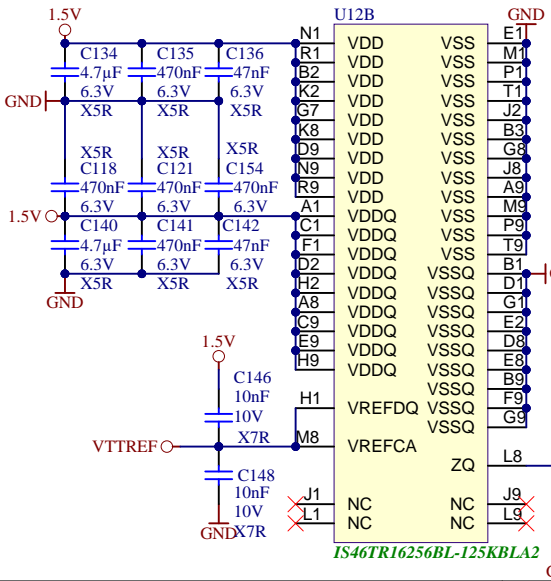 1.5V
U12B
GND
C134
4.7µF
6.3V
X5R
C135
470nF
6.3V
X5R
C136
47nF
6.3V
X5R
GND
X5R
C118
470nF
6.3V
X5R
C121
470nF
6.3V
X5R
C154
470nF
6.3V
1.5V
C140
4.7µF
6.3V
X5R
C141
470nF
6.3V
X5R
C142
47nF
6.3V
X5R
GND
1.5V
C146
10nF
10V
X7R
VTTREF
C148
10nF
10V
X7R
GND
N1 VDD VSS E1
R1 VDD VSS M1
B2 VDD VSS P1
K2 VDD VSS T1
G7 VDD VSS J2
K8 VDD VSS B3
D9 VDD VSS G8
N9 VDD VSS J8
R9 VDD VSS A9
A1 VDDQ VSS M9
C1 VDDQ VSS P9
F1 VDDQ VSS T9
D2 VDDQ VSSQ B1
H2 VDDQ VSSQ D1
A8 VDDQ VSSQ G1
C9 VDDQ VSSQ E2
E9 VDDQ VSSQ D8
H9 VDDQ VSSQ E8
VSSQ B9
H1 VREFDQ VSSQ F9
VSSQ G9
M8 VREFCA
ZQ L8
J1 NC NC J9
L1 NC NC L9
IS46TR16256BL-125KBLA2